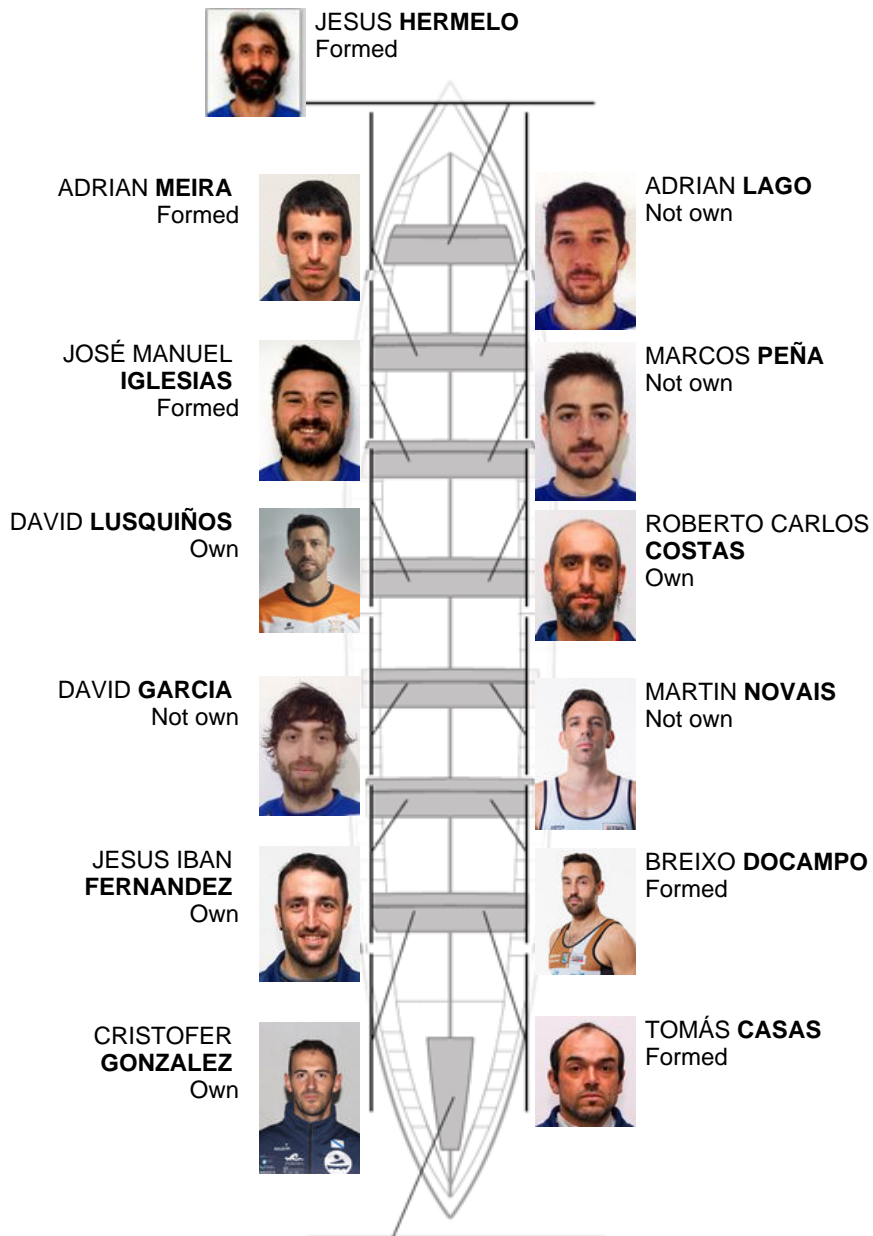 JESUS HERMELO
Formed
ADRIAN MEIRA
Formed
ADRIAN LAGO
Not own
JOSÉ MANUEL
IGLESIAS
Formed
MARCOS PEÑA
Not own
DAVID LUSQUIÑOS
Own
ROBERTO CARLOS
COSTAS
Own
DAVID GARCIA
Not own
MARTIN NOVAIS
Not own
JESUS IBAN
FERNANDEZ
Own
BREIXO DOCAMPO
Formed
CRISTOFER
GONZALEZ
Own
TOMÁS CASAS
Formed